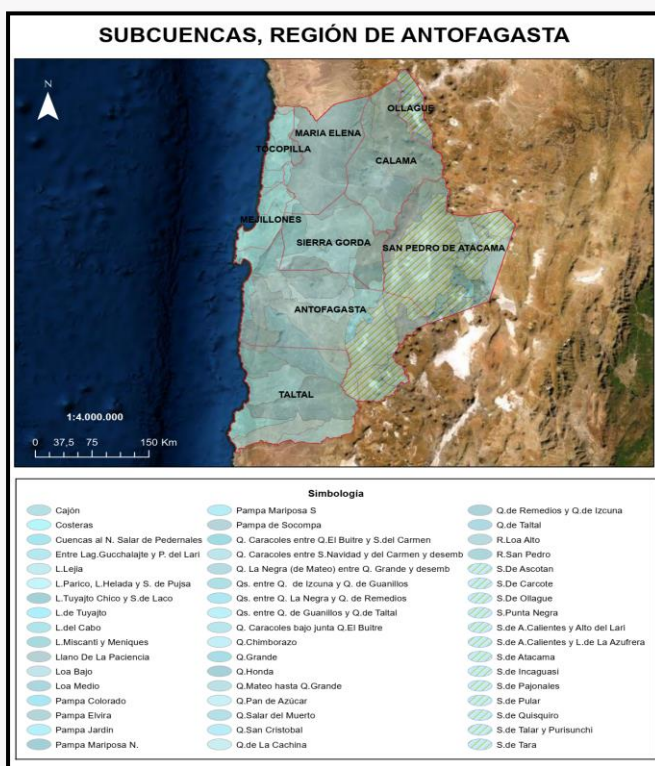 SUBCUENCAS, REGIÓN DE ANTOFAGASTA
N
OLLAGUE
MARIA ELENA
TOCOPILLA
CALAMA
MEJILLONES
SIERRA GORDA
SAN PEDRO DE ATACAMA
ANTOFAGASTA
TALTAL
1:4.000.000
0 37,5 75 150 Km
Simbología
Cajón
Costeras
Cuencas al N. Salar de Pedernales
Entre Lag.Gucchalajte y P. del Lari
L.Lejia
L.Parico, L.Helada y S. de Pujsa
L.Tuyajto Chico y S.de Laco
L.de Tuyajto
L.del Cabo
L.Miscanti y Meniques
Llano De La Paciencia
Loa Bajo
Loa Medio
Pampa Colorado
Pampa Elvira
Pampa Jardín
Pampa Mariposa N.
Pampa Mariposa S
Pampa de Socompa
Q. Caracoles entre Q.El Buitre y S.del Carmen
Q. Caracoles entre S.Navidad y del Carmen y desemb
Q. La Negra (de Mateo) entre Q. Grande y desemb
Qs. entre Q. de Izcuna y Q. de Guanillos
Qs. entre Q. La Negra y Q. de Remedios
Qs. entre Q. de Guanillos y Q.de Taltal
Q. Caracoles bajo junta Q.El Buitre
Q.Chimborazo
Q.Grande
Q.Honda
Q.Mateo hasta Q.Grande
Q.Pan de Azúcar
Q.Salar del Muerto
Q.San Cristobal
Q.de La Cachina
Q.de Remedios y Q.de Izcuna
Q.de Taltal
R.Loa Alto
R.San Pedro
S.De Ascotan
S.De Carcote
S.De Ollague
S.Punta Negra
S.de A.Calientes y Alto del Lari
S.de A.Calientes y L.de La Azufrera
S.de Atacama
S.de Incaguasi
S.de Pajonales
S.de Pular
S.de Quisquiro
S.de Talar y Purisunchi
S.de Tara